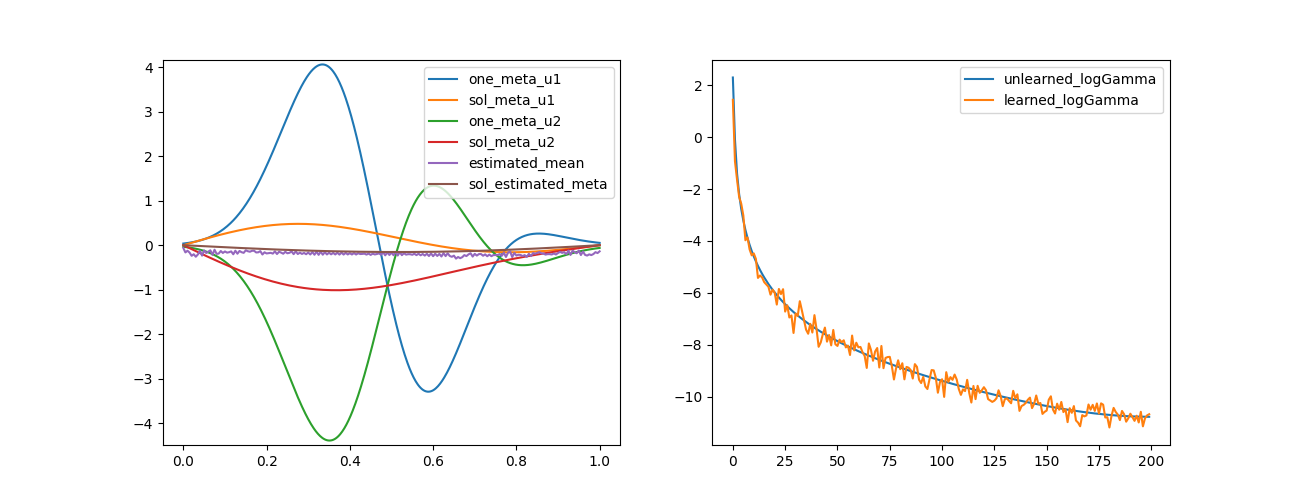 4
3
2
1
0
−1
−2
−3
−4
0.0 0.2 0.4 0.6 0.8 1.0
one_meta_u1
sol_meta_u1
one_meta_u2
sol_meta_u2
estimated_mean
sol_estimated_meta
2
0
−2
−4
−6
−8
−10
0 25 50 75 100 125 150 175 200
unlearned_logGamma
learned_logGamma